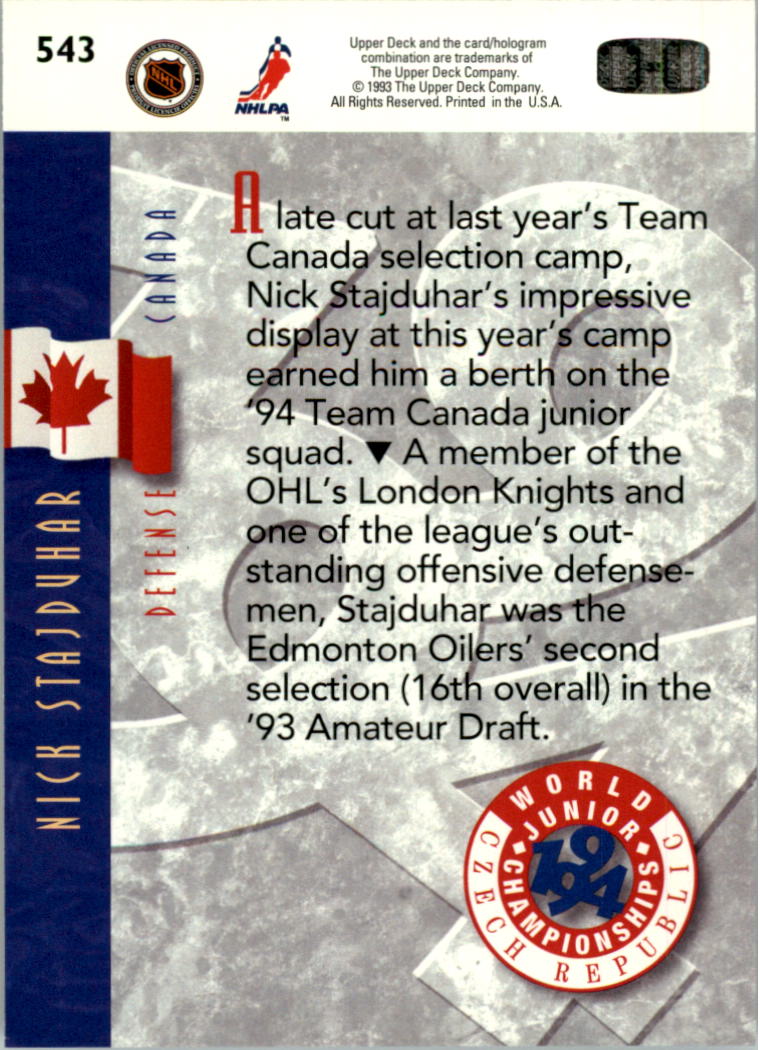 543
NHL
NHLPA
TM
Upper Deck and the card/hologram
combination are trademarks of
The Upper Deck Company.
© 1993 The Upper Deck Company.
All Rights Reserved. Printed in the U.S.A.
CANADA
DEFENSE
NICK STAJDUHAR
A late cut at last year's Team
Canada selection camp,
Nick Stajduhar's impressive
display at this year's camp
earned him a berth on the
'94 Team Canada junior
squad. ▼ A member of the
OHL's London Knights and
one of the league's out-
standing offensive defense-
men, Stajduhar was the
Edmonton Oilers' second
selection (16th overall) in the
'93 Amateur Draft.
WORLD
JUNIOR
CHAMPIONSHIPS
1994
CZECH REPUBLIC